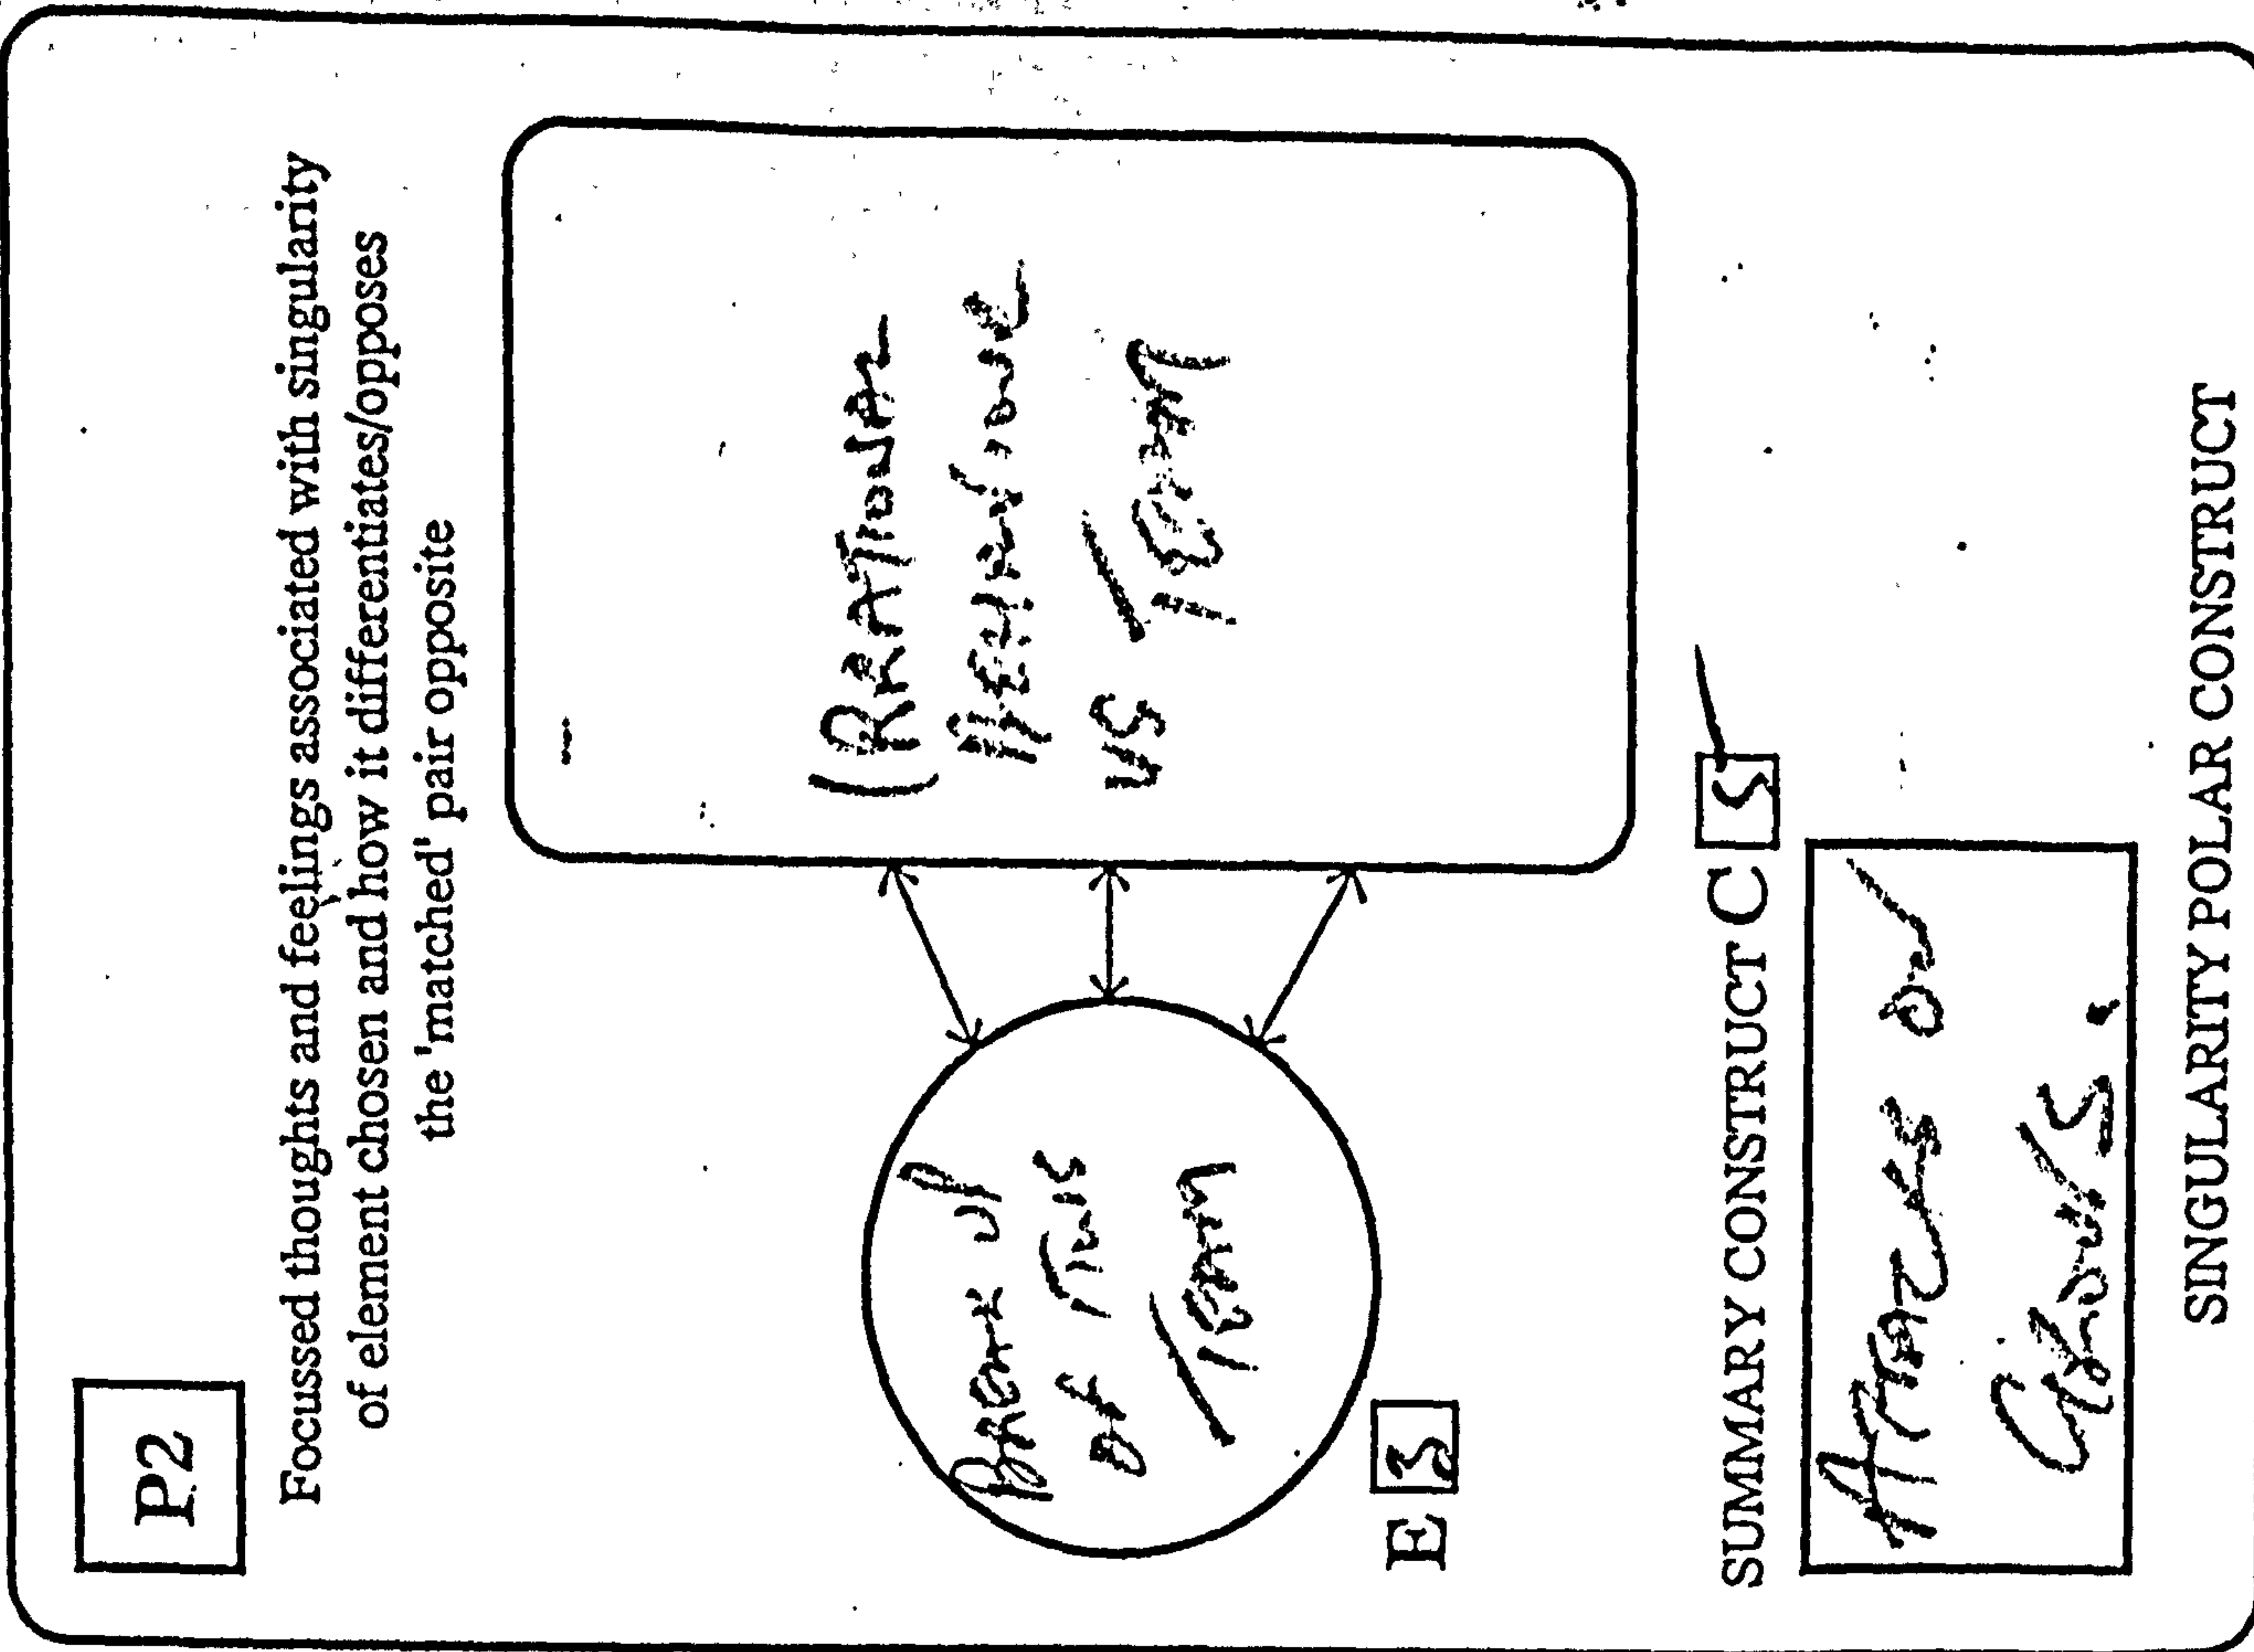 P2
Focussed thoughts and feelings associated with singularity
of element chosen and how it differentiates/opposes
the 'matched' pair opposite
Break up
of this
Team
E 3
vs Team
SUMMARY CONSTRUCT C 5
on
SINGULARITY POLAR CONSTRUCT